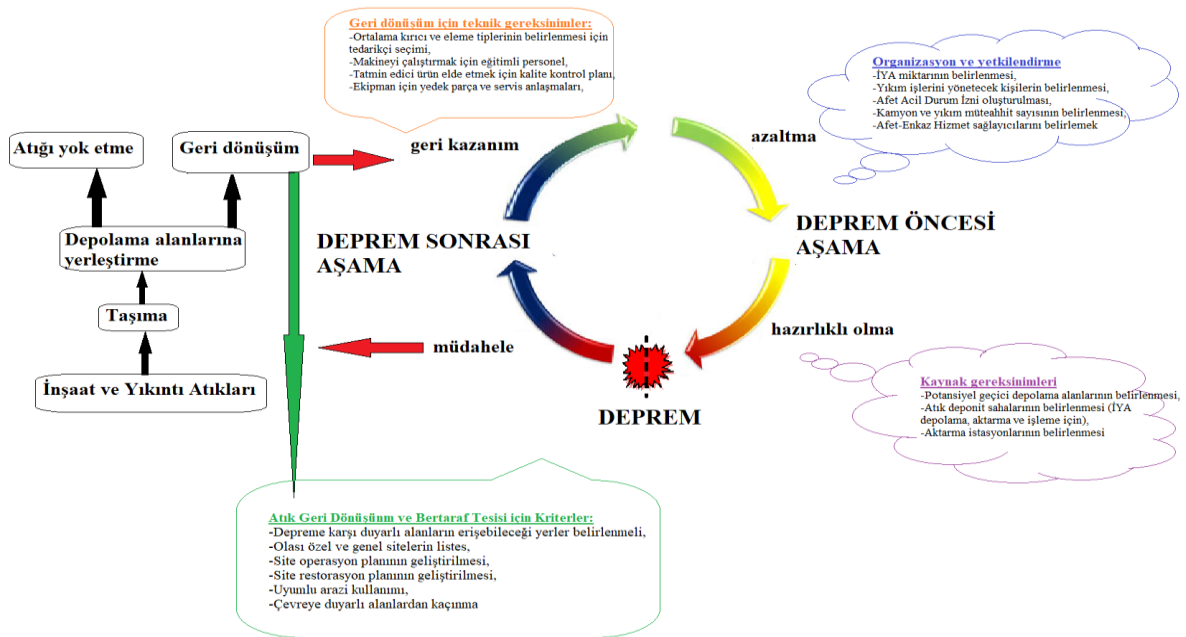 Geri dönüşüm için teknik gereksinimler:
-Ortalama kırıcı ve eleme tiplerinin belirlenmesi için
tedarikçi seçimi,
-Makineyi çalıştırmak için eğitimli personel,
-Tatmin edici ürün elde etmek için kalite kontrol planı,
-Ekipman için yedek parça ve servis anlaşmaları,
Organizasyon ve yetkilendirme
-İYA miktarının belirlenmesi,
-Yıkım işlerini yönetecek kişilerin belirlenmesi,
-Afet Acil Durum İzni oluşturulması,
-Kamyon ve yıkım müteahhit sayısının belirlenmesi,
-Afet-Enkaz Hizmet sağlayıcılarını belirlemek
Atığı yok etme
Geri dönüşüm
geri kazanım
azaltma
Depolama alanlarına
yerleştirme
DEPREM SONRASI
AŞAMA
DEPREM ÖNCESİ
AŞAMA
Taşıma
müdahele
hazırlıklı olma
İnşaat ve Yıkıntı Atıkları
DEPREM
Kaynak gereksinimleri
-Potansiyel geçici depolama alanlarının belirlenmesi,
-Atık deponit sahalarının belirlenmesi (İYA
depolama, aktarma ve işleme için),
-Aktarma istasyonlarının belirlenmesi
Atık Geri Dönüşünm ve Bertaraf Tesisi için Kriterler:
-Depreme karşı duyarlı alanların erişebileceği yerler belirlenmeli,
-Olası özel ve genel sitelerin listes,
-Site operasyon planının geliştirilmesi,
-Site restorasyon planının geliştirilmesi,
-Uyumlu arazi kullanımı,
-Çevreye duyarlı alanlardan kaçınma